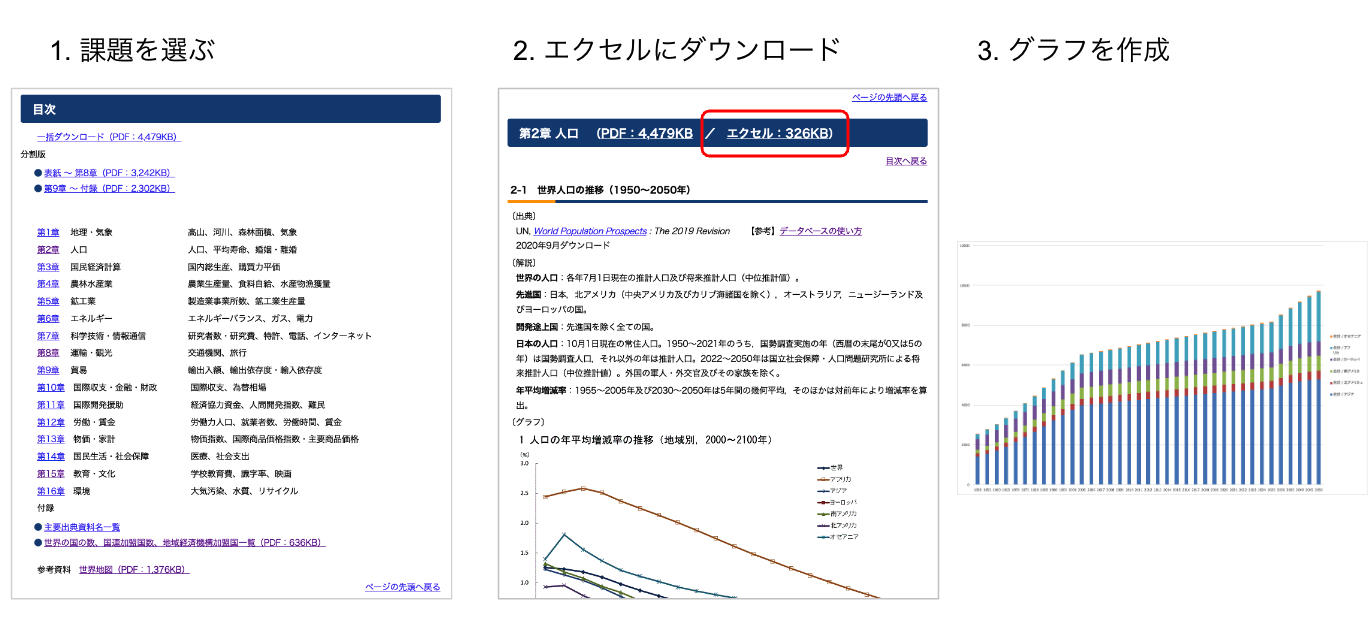 1. 課題を選ぶ
目次
一括ダウンロード（PDF：4,479KB）
分割版
●表紙 ～ 第8章（PDF：3,242KB）
●第9章 ～ 付録（PDF：2,302KB）
第1章 地理・気象 高山、河川、森林面積、気象
第2章 人口 人口、平均寿命、婚姻・離婚
第3章 国民経済計算 国内総生産、購買力平価
第4章 農林水産業 農業生産量、食料自給、水産物漁獲量
第5章 鉱工業 製造業事業所数、鉱工業生産量
第6章 エネルギー エネルギーバランス、ガス、電力
第7章 科学技術・情報通信 研究者数・研究費、特許、電話、インターネット
第8章 運輸・観光 交通機関、旅行
第9章 貿易 輸出入額、輸出依存度・輸入依存度
第10章 国際収支・金融・財政 国際収支、為替相場
第11章 国際開発援助 経済協力資金、人間開発指数、難民
第12章 労働・賃金 労働力人口、就業者数、労働時間、賃金
第13章 物価・家計 物価指数、国際商品価格指数・主要商品価格
第14章 国民生活・社会保障 医療、社会支出
第15章 教育・文化 学校教育費、識字率、映画
第16章 環境 大気汚染、水質、リサイクル
付録
●主要出典資料名一覧
●世界の国の数、国連加盟国数、地域経済機構加盟国一覧（PDF：636KB）
参考資料 世界地図（PDF：1,376KB）
ページの先頭へ戻る
2. エクセルにダウンロード
ページの先頭へ戻る
第2章 人口 （PDF：4,479KB ／ エクセル：326KB）
目次へ戻る
2-1 世界人口の推移（1950～2050年）
〔出典〕
UN, World Population Prospects : The 2019 Revision 【参考】データベースの使い方
2020年9月ダウンロード
〔解説〕
世界の人口：各年7月1日現在の推計人口及び将来推計人口（中位推計値）。
先進国：日本，北アメリカ（中央アメリカ及びカリブ海諸国を除く），オーストラリア，ニュージーランド及
びヨーロッパの国。
開発途上国：先進国を除く全ての国。
日本の人口：10月1日現在の常住人口。1950～2021年のうち，国勢調査実施の年（西暦の末尾が0又は5の
年）は国勢調査人口，それ以外の年は推計人口。2022～2050年は国立社会保障・人口問題研究所による将
来推計人口（中位推計値）。外国の軍人・外交官及びその家族を除く。
年平均増減率：1955～2005年及び2030～2050年は5年間の幾何平均，そのほかは対前年により増減率を算
出。
〔グラフ〕
1 人口の年平均増減率の推移（地域別，2000～2100年）
(%)
3.0
2.5
2.0
1.5
1.0
世界
アフリカ
アジア
ヨーロッパ
南アメリカ
北アメリカ
オセアニア
3. グラフを作成